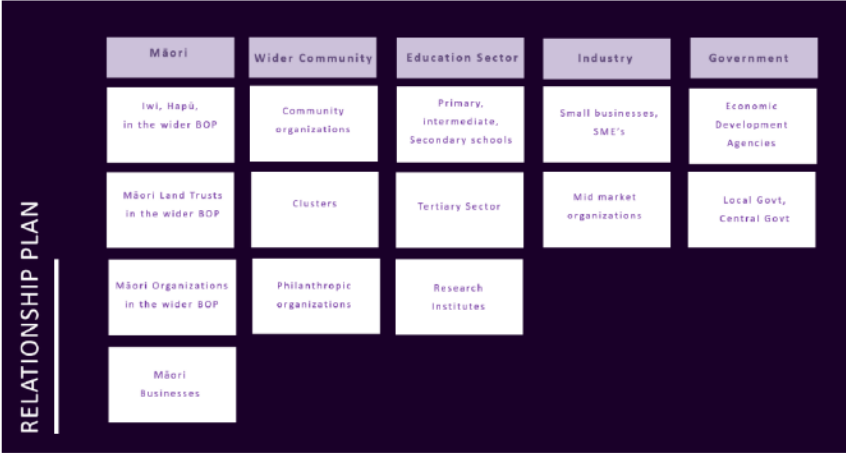 RELATIONSHIP PLAN
Māori
Iwi, Hapū,
in the wider BOP
Māori Land Trusts
in the wider BOP
Māori Organizations
in the wider BOP
Māori
Businesses
Wider Community
Community
organizations
Clusters
Philanthropic
organizations
Education Sector
Primary,
intermediate,
Secondary schools
Tertiary Sector
Research
Institutes
Industry
Small businesses,
SME's
Mid market
organizations
Government
Economic
Development
Agencies
Local Govt,
Central Govt